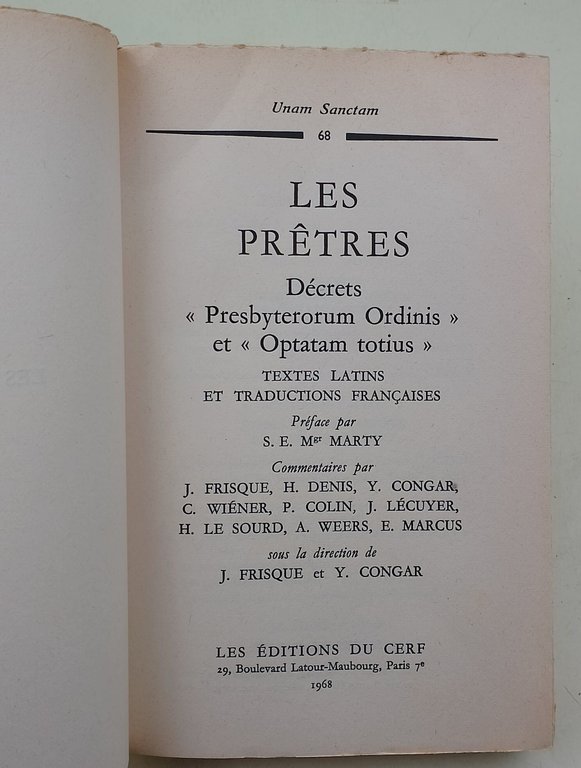 Unam Sanctam
68
LES
PRÊTRES
Décrets
« Presbyterorum Ordinis »
et « Optatam totius »
TEXTES LATINS
ET TRADUCTIONS FRANÇAISES
Préface par
S. E. Mgr MARTY
Commentaires par
J. FRISQUE, H. DENIS, Y. CONGAR,
C. WIÉNER, P. COLIN, J. LÉCUYER,
H. LE SOURD, A. WEERS, E. MARCUS
sous la direction de
J. FRISQUE et Y. CONGAR
LES ÉDITIONS DU CERF
29, Boulevard Latour-Maubourg, Paris 7e
1968